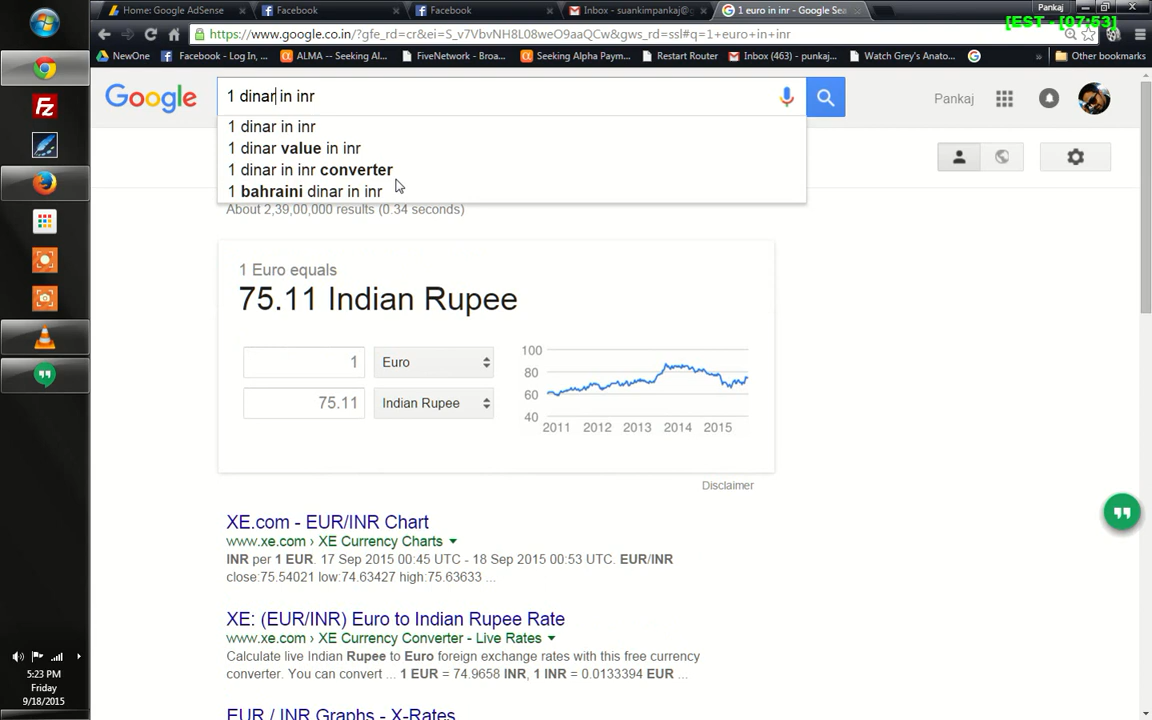 Home: Google AdSense
Facebook
Facebook
Inbox - suankimpankaj@g
1 euro in inr - Google Sea
Pankaj
[EST - [07:53]
https://www.google.co.in/?gfe_rd=cr&ei=S_v7VbvNH8L08weO9aaQCw&gws_rd=ssl#q=1+euro+in+inr
NewOne
Facebook - Log In, ...
ALMA -- Seeking Al...
FiveNetwork - Broa...
Seeking Alpha Paym...
Restart Router
Inbox (463) - punkaj...
Watch Grey's Anato...
»
Other bookmarks
Google
1 dinar in inr
Pankaj
1 dinar in inr
1 dinar value in inr
1 dinar in inr converter
1 bahraini dinar in inr
About 2,39,00,000 results (0.34 seconds)
1 Euro equals
75.11 Indian Rupee
1 Euro
75.11 Indian Rupee
100
80
60
40
2011 2012 2013 2014 2015
Disclaimer
XE.com - EUR/INR Chart
www.xe.com › XE Currency Charts
INR per 1 EUR. 17 Sep 2015 00:45 UTC - 18 Sep 2015 00:53 UTC. EUR/INR
close:75.54021 low:74.63427 high:75.63633 ...
XE: (EUR/INR) Euro to Indian Rupee Rate
www.xe.com › XE Currency Converter - Live Rates
Calculate live Indian Rupee to Euro foreign exchange rates with this free currency
converter. You can convert ... 1 EUR = 74.9658 INR, 1 INR = 0.0133394 EUR ...
EUR / INR Graphs - X-Rates
5:23 PM
Friday
9/18/2015